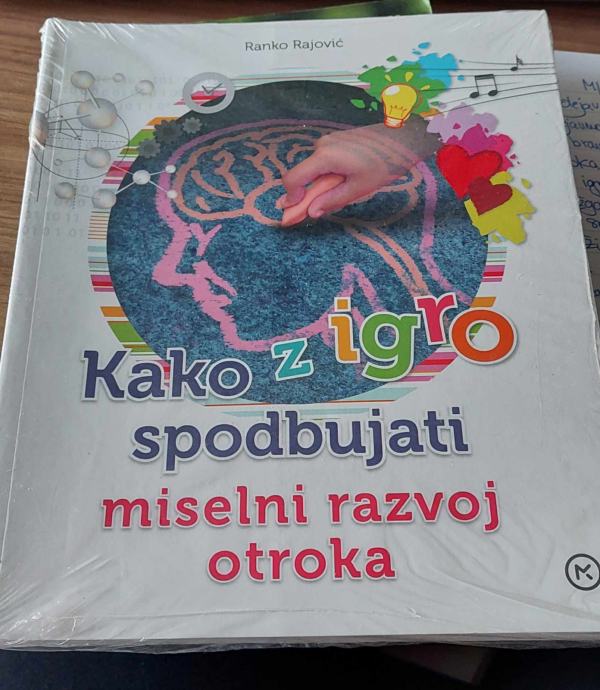 Ranko Rajović
Kako z igro
spodbujati
miselni razvoj
otroka